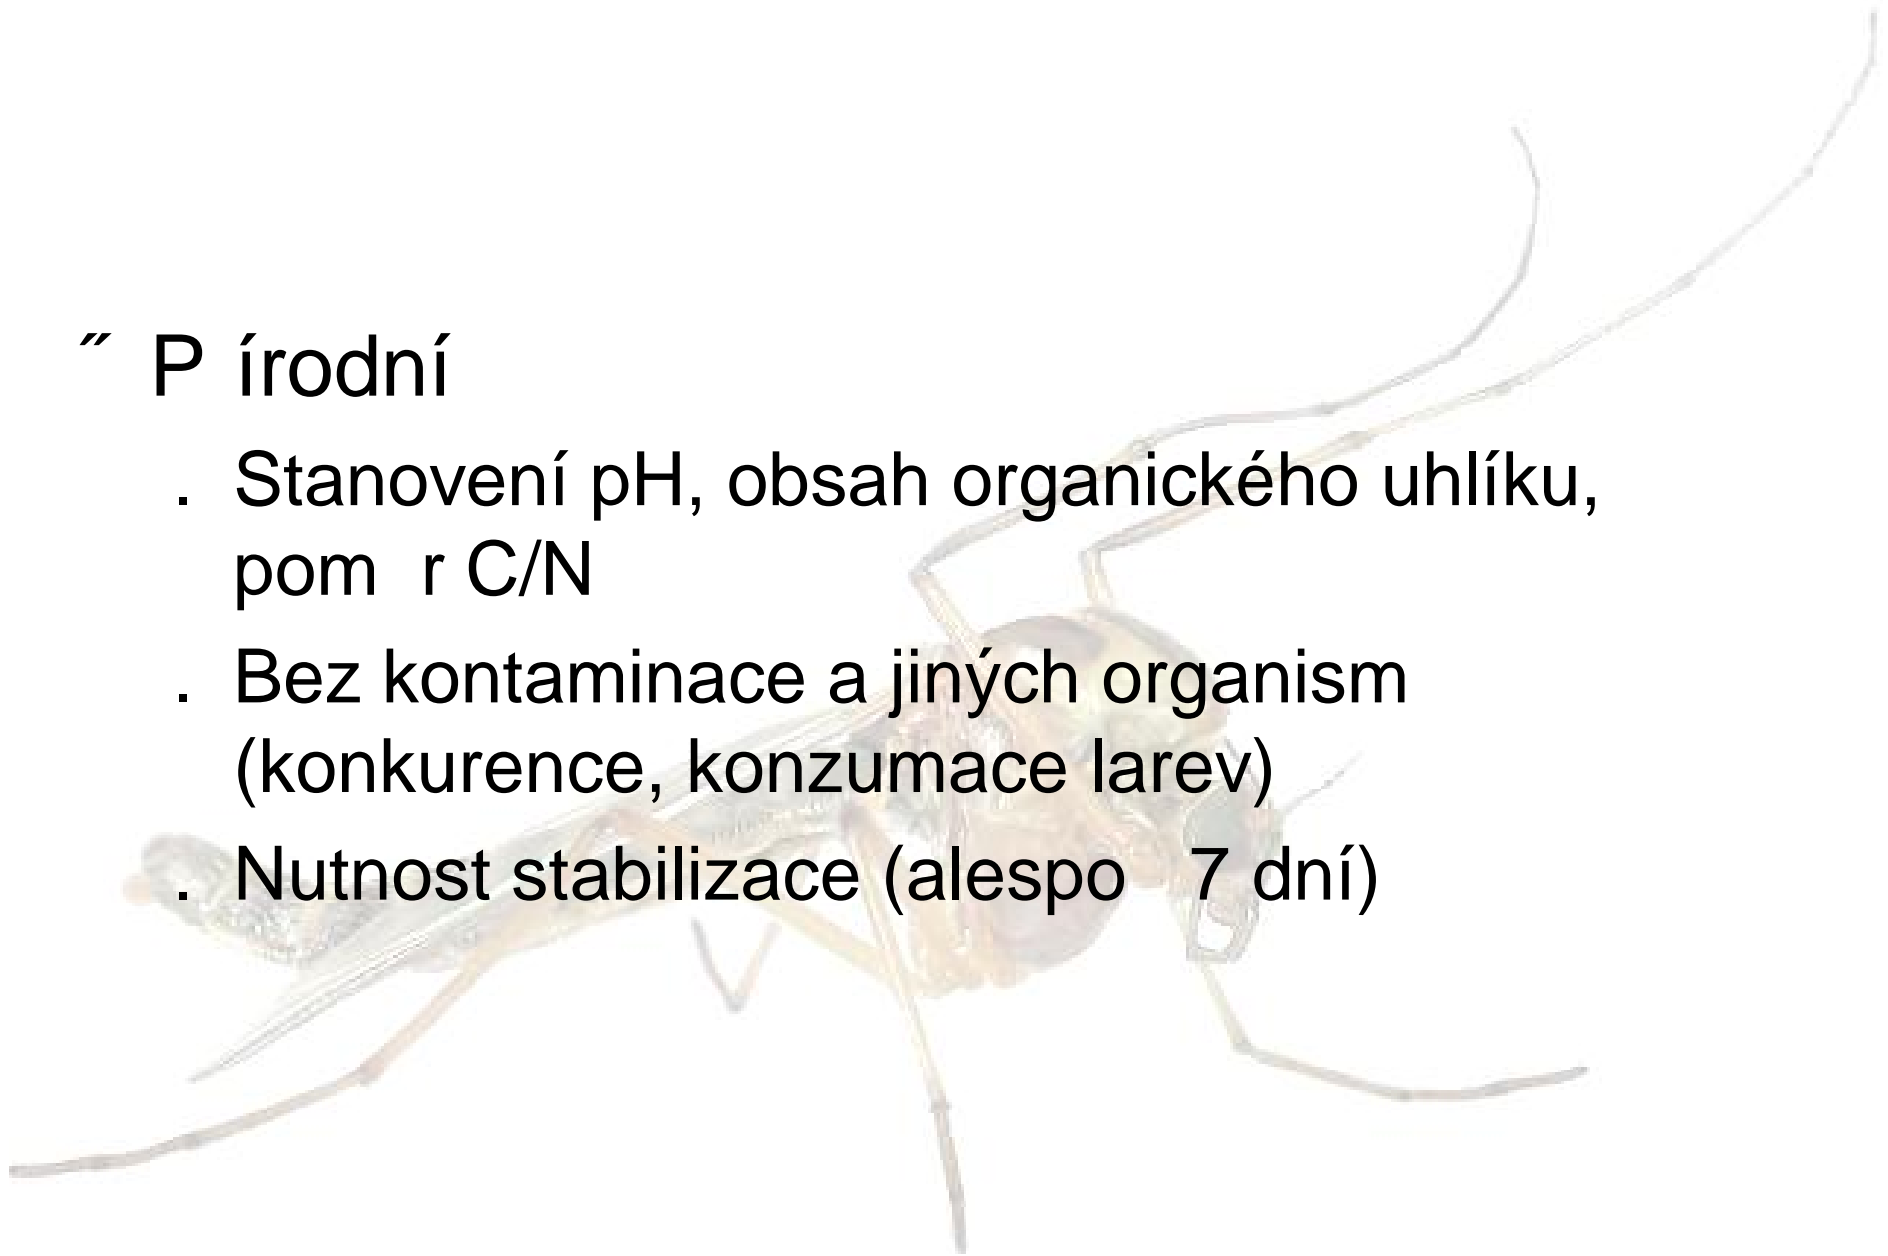 ˝ P írodní
. Stanovení pH, obsah organického uhlíku,
pom r C/N
. Bez kontaminace a jiných organism
(konkurence, konzumace larev)
. Nutnost stabilizace (alespo 7 dní)